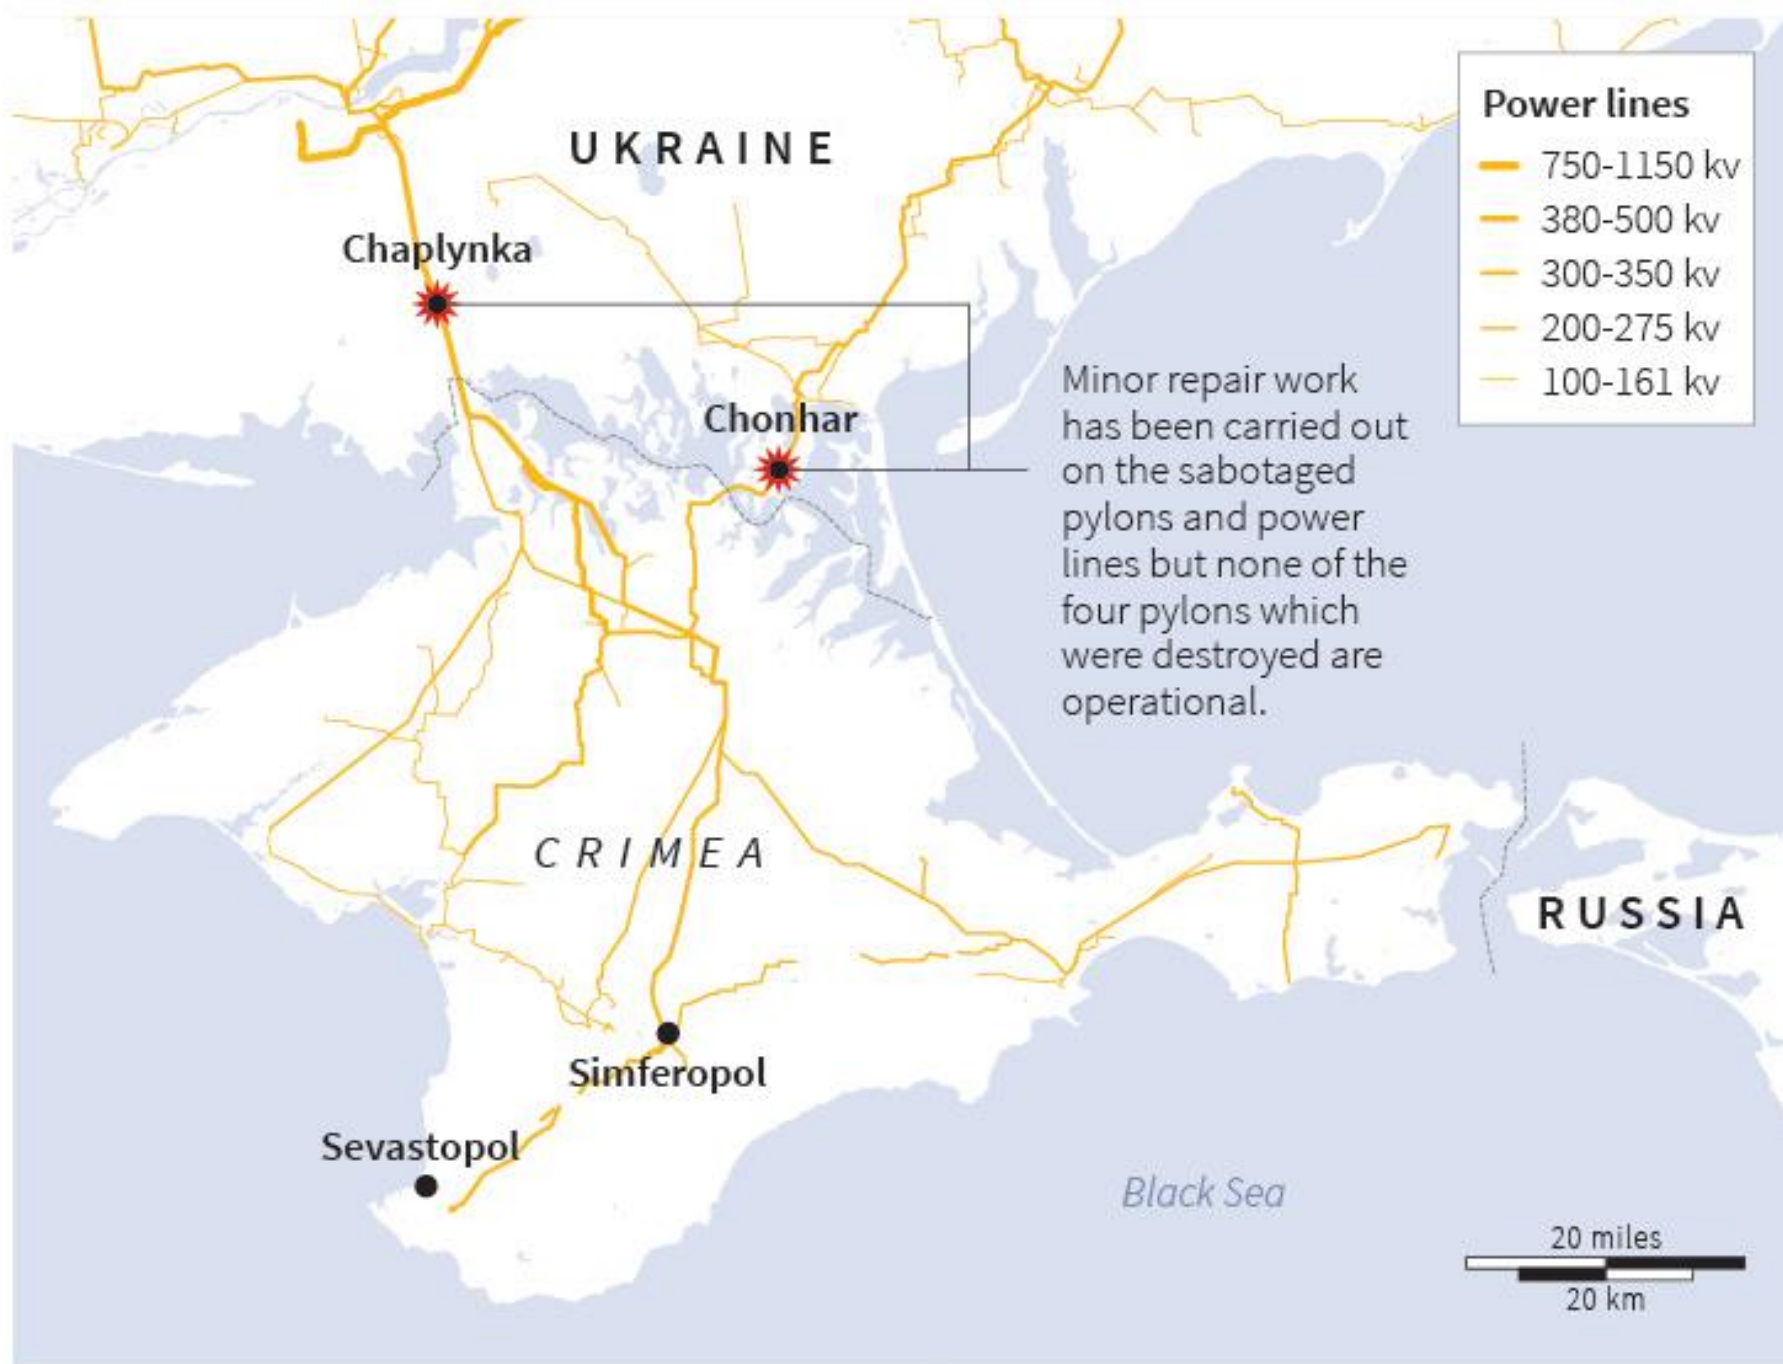 UKRAINE
Power lines
750-1150 kv
380-500 kv
300-350 kv
200-275 kv
100-161 kv
Chaplynka
Chonhar
Minor repair work
has been carried out
on the sabotaged
pylons and power
lines but none of the
four pylons which
were destroyed are
operational.
CRIMEA
RUSSIA
Simferopol
Sevastopol
Black Sea
20 miles
20 km